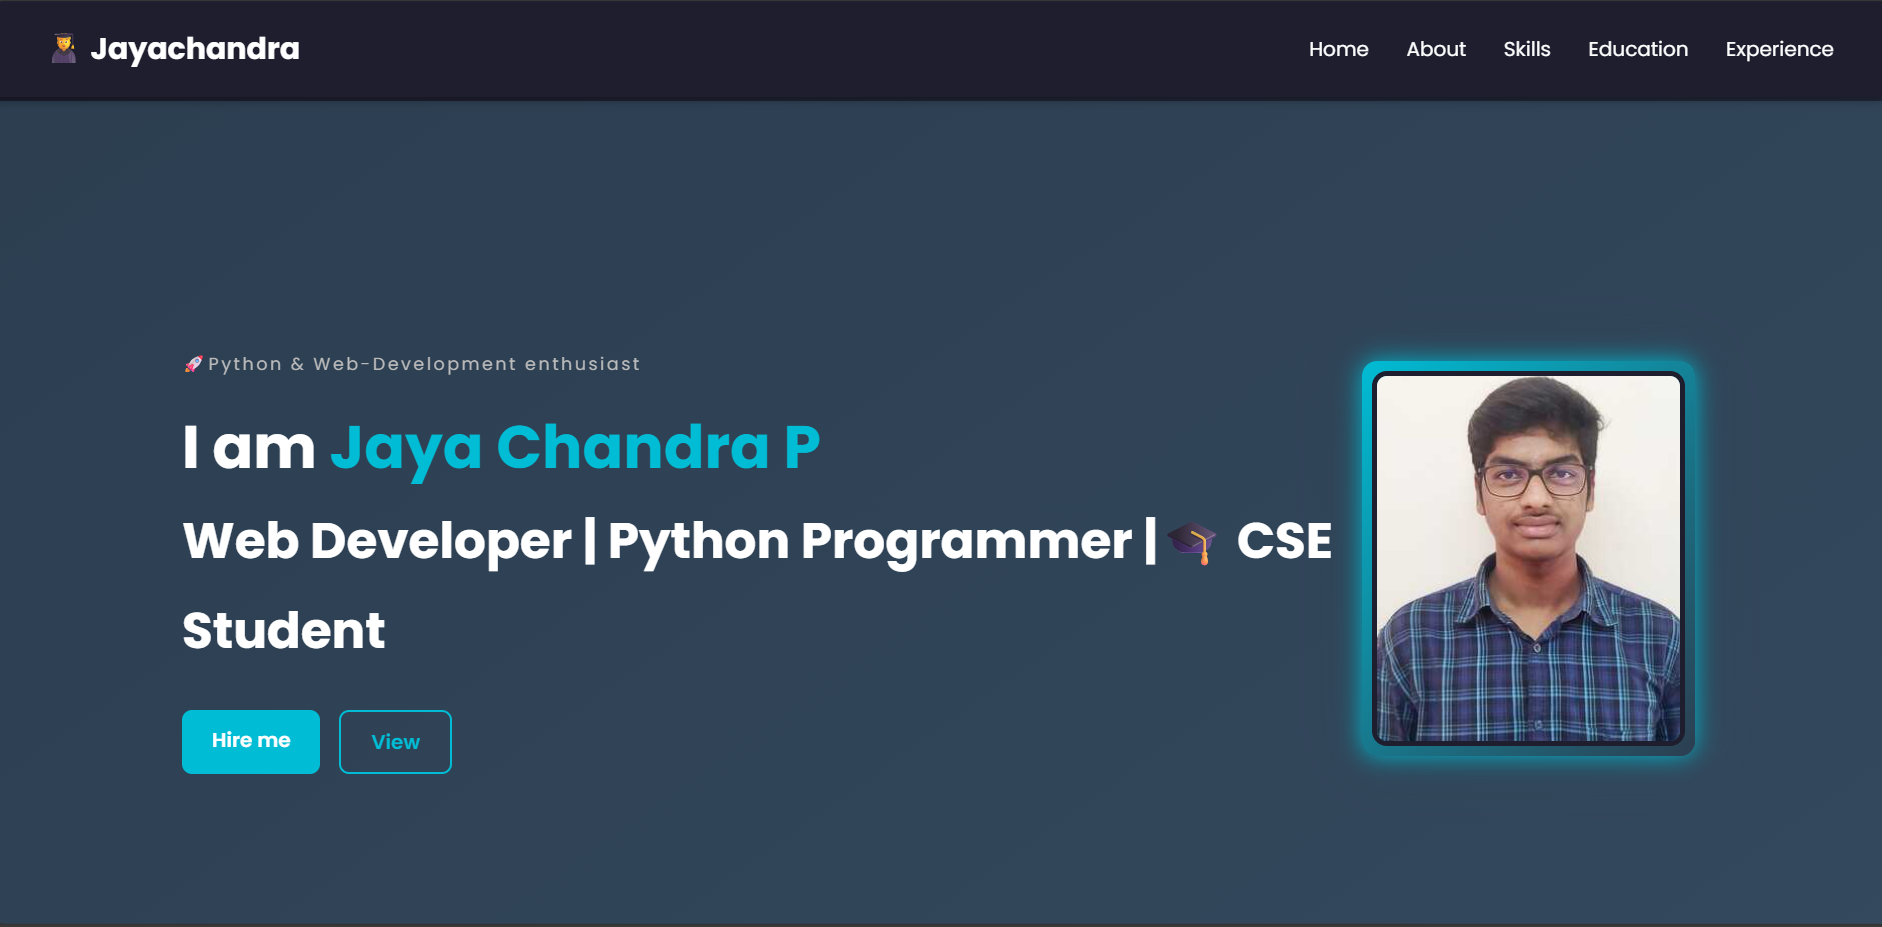 Jayachandra
Home About Skills Education Experience
Python & Web-Development enthusiast
I am Jaya Chandra P
Web Developer | Python Programmer | CSE
Student
Hire me View